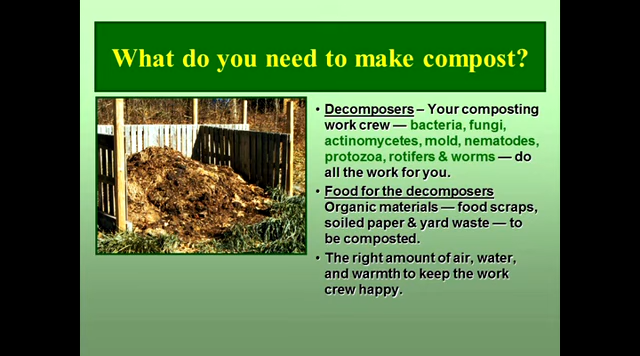 What do you need to make compost?
• Decomposers – Your composting
work crew — bacteria, fungi,
actinomycetes, mold, nematodes,
protozoa, rotifers & worms — do
all the work for you.
• Food for the decomposers
Organic materials — food scraps,
soiled paper & yard waste — to
be composted.
• The right amount of air, water,
and warmth to keep the work
crew happy.